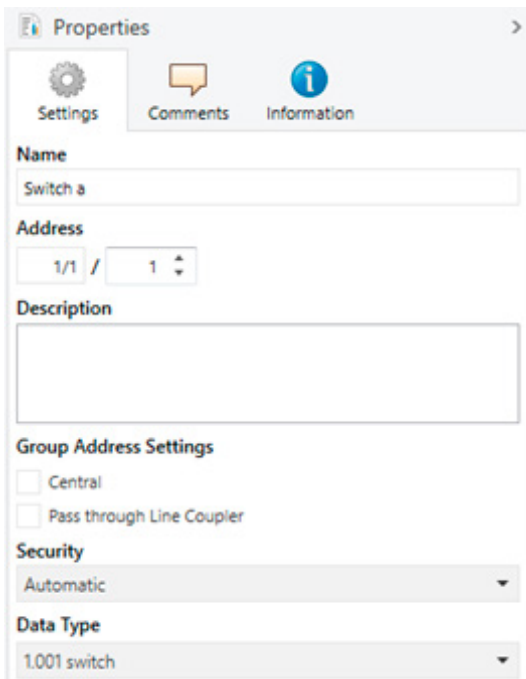 Properties
Settings Comments Information
Name
Switch a
Address
1/1 / 1
Description
Group Address Settings
Central
Pass through Line Coupler
Security
Automatic
Data Type
1.001 switch